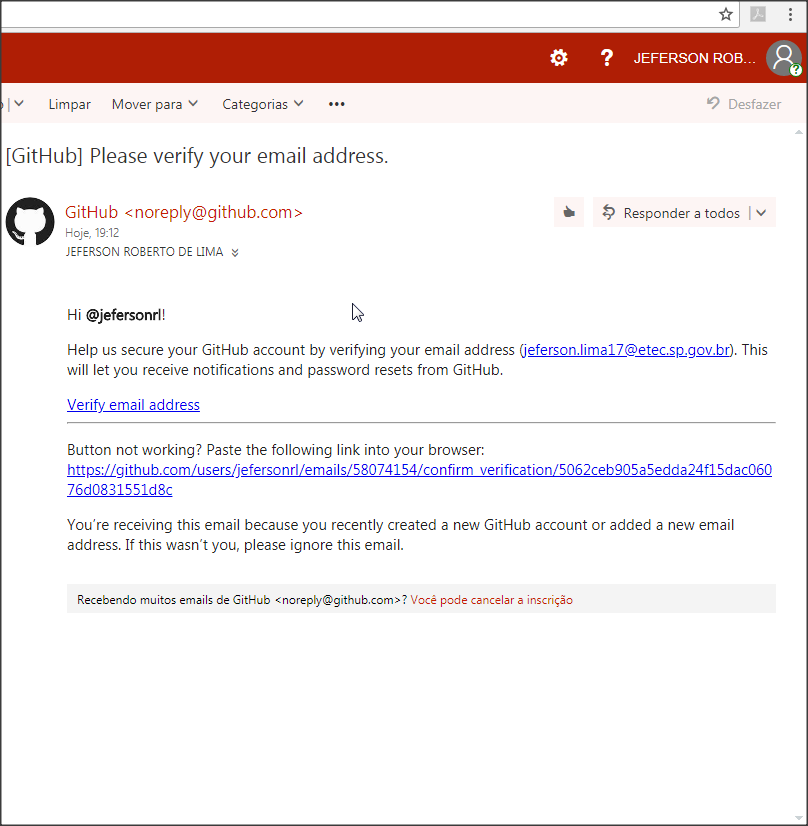 JEFERSON ROB...
Limpar Mover para Categorias ••• Desfazer
[GitHub] Please verify your email address.
GitHub <noreply@github.com>
Responder a todos
Hoje, 19:12
JEFERSON ROBERTO DE LIMA
Hi @jefersonrl!
Help us secure your GitHub account by verifying your email address (jeferson.lima17@etec.sp.gov.br). This
will let you receive notifications and password resets from GitHub.
Verify email address
Button not working? Paste the following link into your browser:
https://github.com/users/jefersonrl/emails/58074154/confirm_verification/5062ceb905a5edda24f15dac060
76d0831551d8c
You’re receiving this email because you recently created a new GitHub account or added a new email
address. If this wasn’t you, please ignore this email.
Recebendo muitos emails de GitHub <noreply@github.com>? Você pode cancelar a inscrição